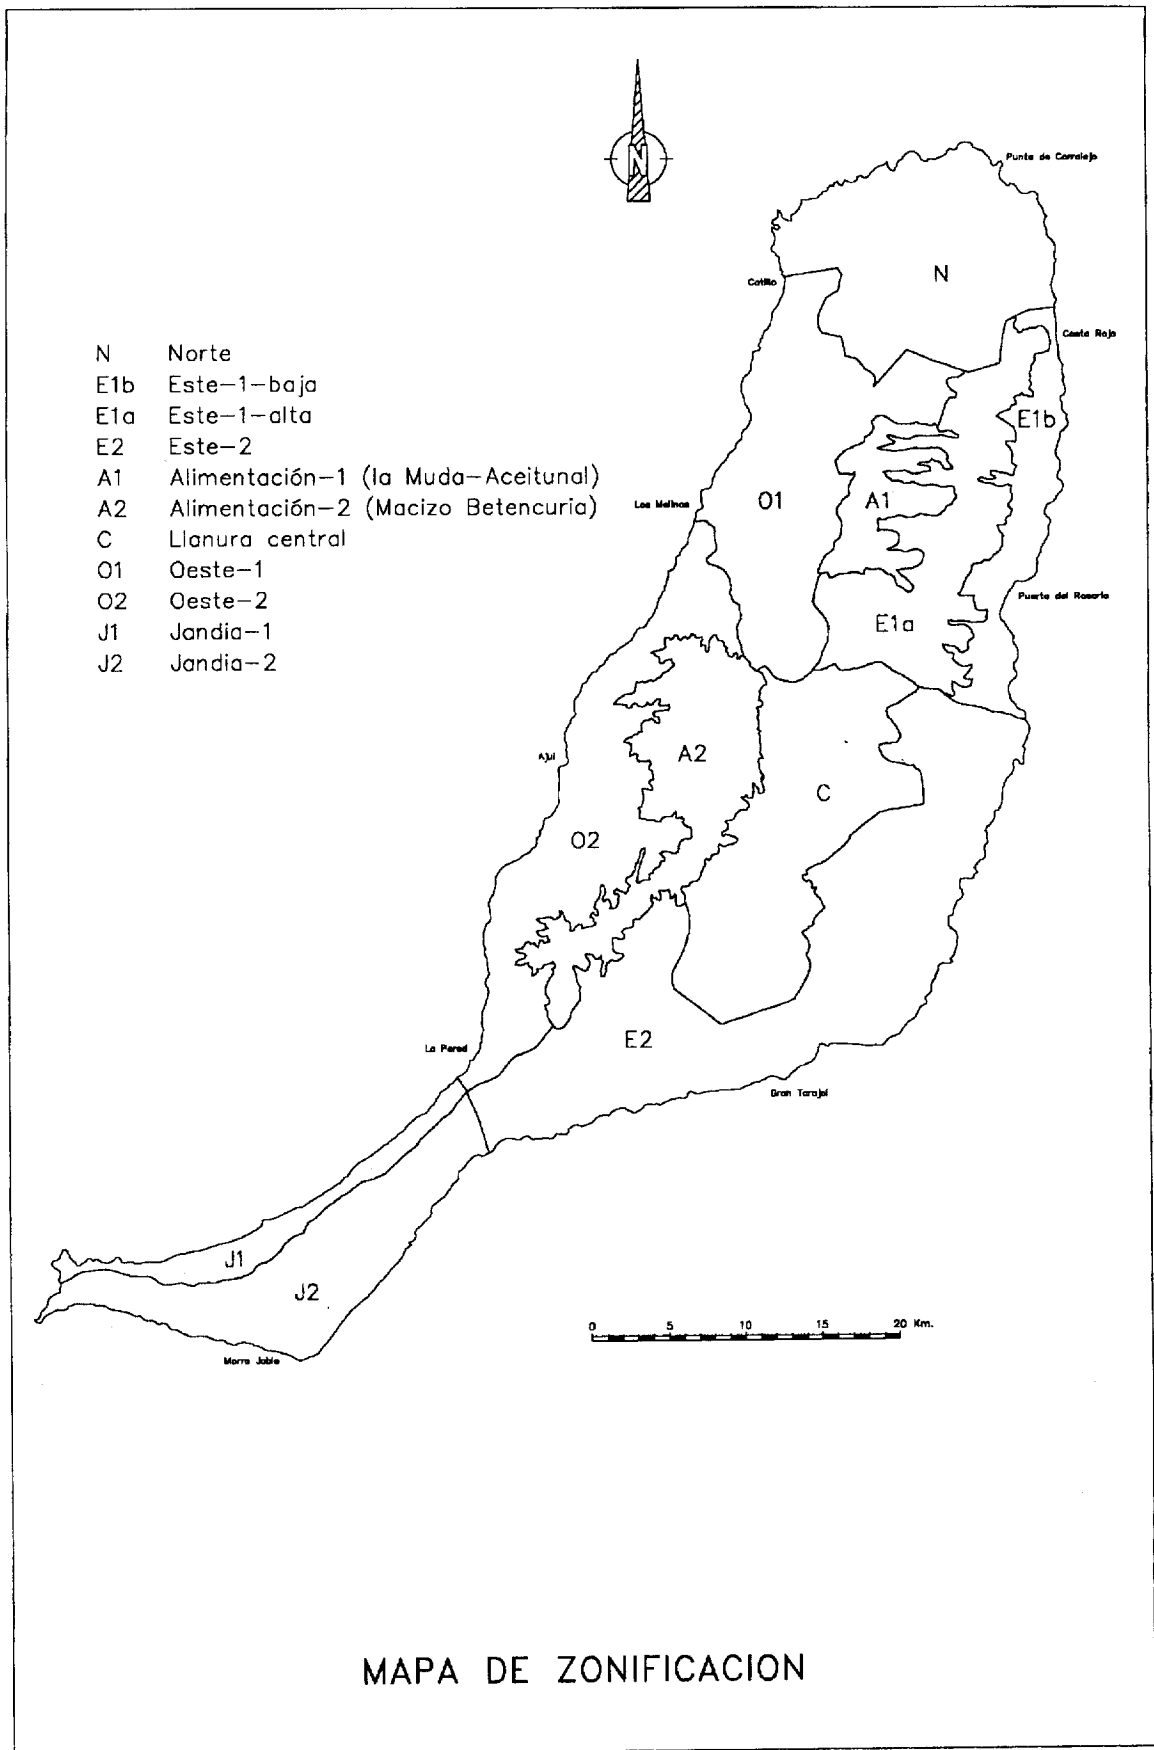 N
Punta de Corralejo
N
Cotillo
Costa Roja
N Norte
E1b Este-1-baja
E1a Este-1-alta
E2 Este-2
A1 Alimentación-1 (la Muda-Aceitunal)
A2 Alimentación-2 (Macizo Betencuria)
C Llanura central
O1 Oeste-1
O2 Oeste-2
J1 Jandia-1
J2 Jandia-2
E1b
Los Molinos
O1
A1
Puerto del Rosario
E1a
Ajui
A2
C
O2
E2
La Pared
Gran Tarajal
J1
J2
0 5 10 15 20 Km.
Morro Jable
MAPA DE ZONIFICACION